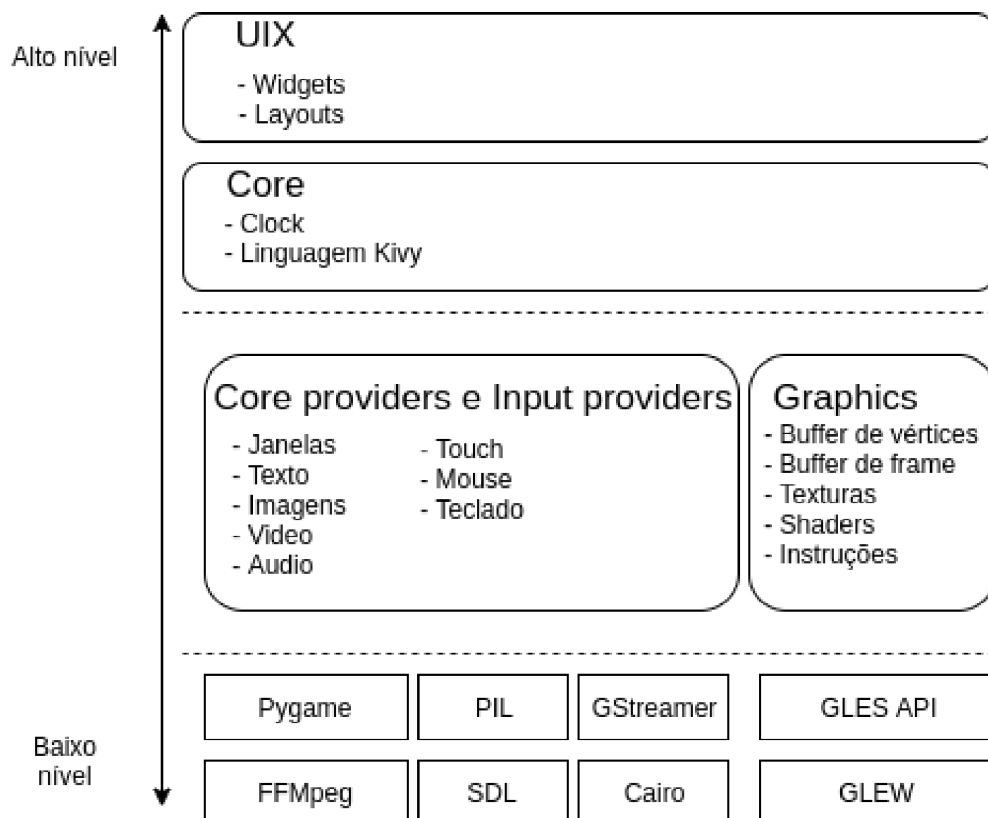 Alto nível
UIX
- Widgets
- Layouts
Core
- Clock
- Linguagem Kivy
Core providers e Input providers
- Janelas
- Texto
- Imagens
- Video
- Audio
- Touch
- Mouse
- Teclado
Graphics
- Buffer de vértices
- Buffer de frame
- Texturas
- Shaders
- Instruções
Baixo
nível
Pygame
PIL
GStreamer
GLES API
FFMpeg
SDL
Cairo
GLEW